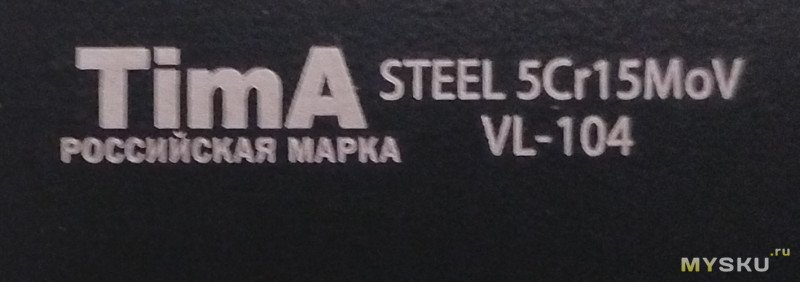 TimA STEEL 5Cr15MoV
РОССИЙСКАЯ МАРКА VL-104
MYSKU.ru